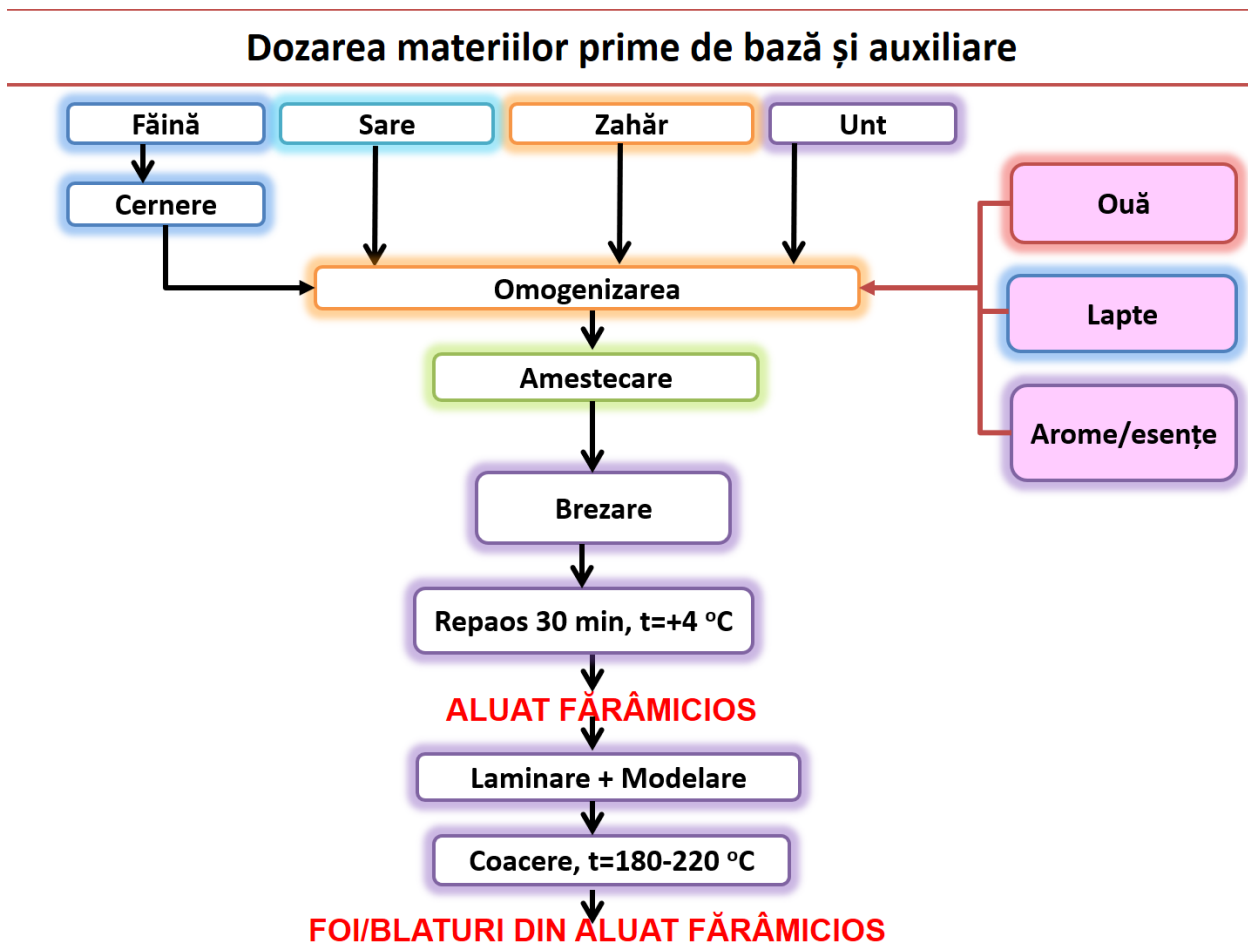 Dozarea materiilor prime de bază și auxiliare
Făină
Sare
Zahăr
Unt
Cernere
Ouă
Omogenizarea
Lapte
Amestecare
Arome/esențe
Brezare
Repaos 30 min, t=+4 °C
ALUAT FĂRÂMICIOS
Laminare + Modelare
Coacere, t=180-220 °C
FOI/BLATURI DIN ALUAT FĂRÂMICIOS